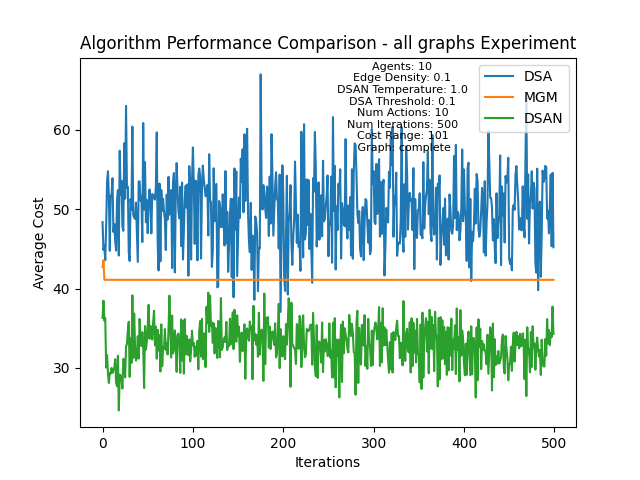 Algorithm Performance Comparison - all graphs Experiment
Agents: 10
Edge Density: 0.1
DSAN Temperature: 1.0
DSA Threshold: 0.1
Num Actions: 10
Num Iterations: 500
Cost Range: 101
Graph: complete
DSA
MGM
DSAN
Average Cost
60
50
40
30
0
100
200
300
400
500
Iterations